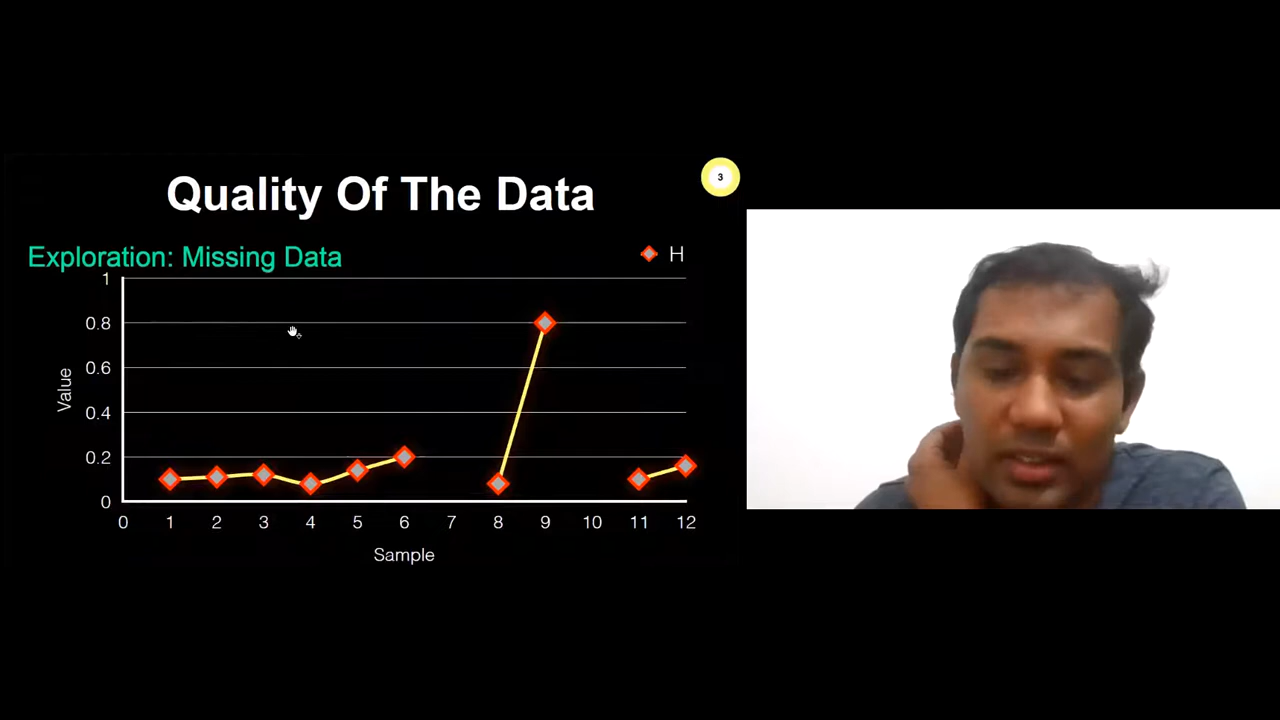 Quality Of The Data
3
Exploration: Missing Data
H
1
0.8
0.6
0.4
0.2
0
Value
0 1 2 3 4 5 6 7 8 9 10 11 12
Sample